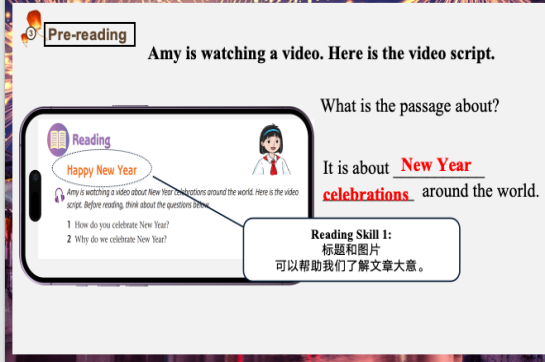 3 Pre-reading
Amy is watching a video. Here is the video script.
Reading
Happy New Year
Amy is watching a video about New Year celebrations around the world. Here is the video
script. Before reading, think about the questions below.
1 How do you celebrate New Year?
2 Why do we celebrate New Year?
What is the passage about?
It is about New Year
celebrations around the world.
Reading Skill 1:
标题和图片
可以帮助我们了解文章大意。